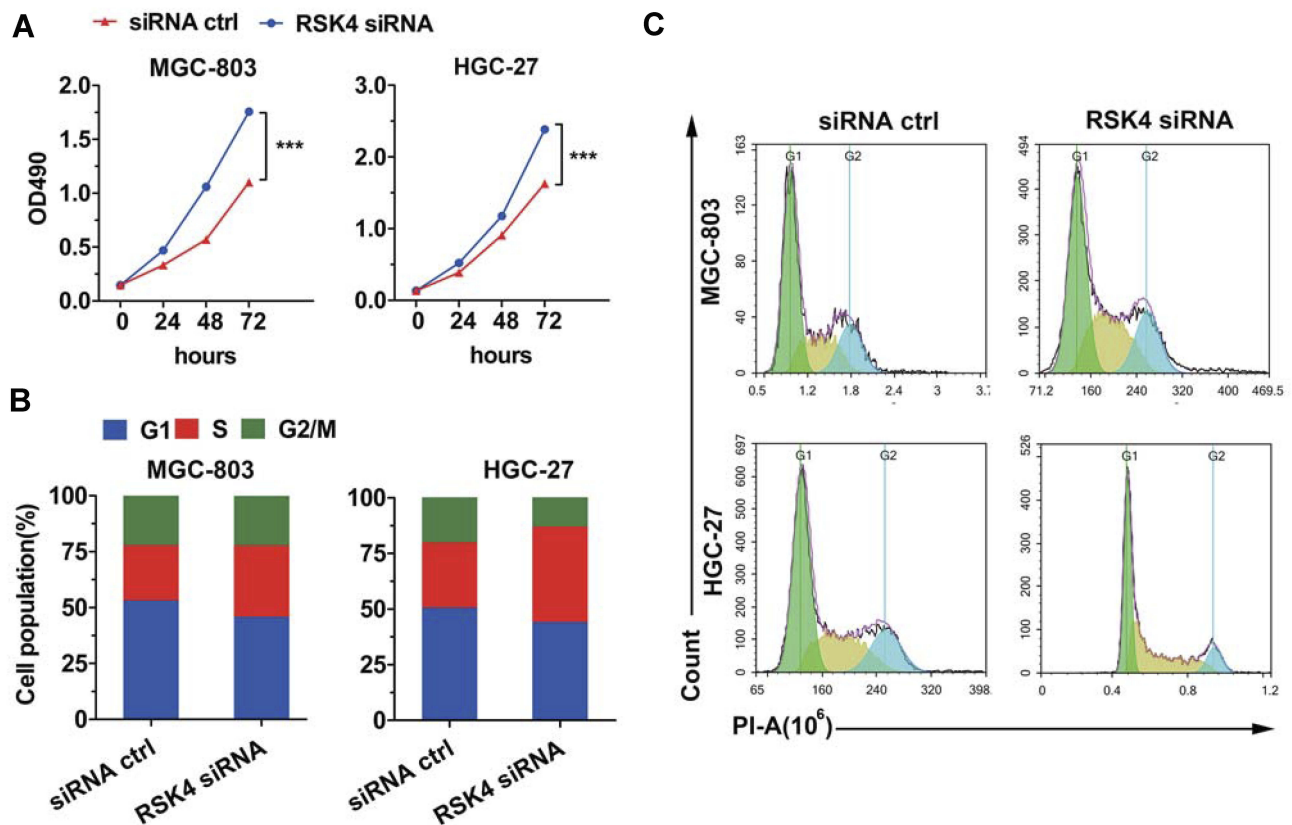 A
siRNA ctrl RSK4 siRNA
MGC-803
2.0
1.5
1.0
0.5
0.0
OD490
***
0 24 48 72
hours
HGC-27
3.0
2.0
1.0
0.0
***
0 24 48 72
hours
B
G1 S G2/M
MGC-803
100
75
50
25
0
Cell population(%)
siRNA ctrl RSK4 siRNA
HGC-27
100
75
50
25
0
siRNA ctrl RSK4 siRNA
C
siRNA ctrl RSK4 siRNA
MGC-803
163
120
80
40
0
G1 G2
0.5 1.2 1.8 2.4 3 3.
494
400
300
200
100
0
G1 G2
71.2 160 240 320 400 469.5
HGC-27
697
600
500
400
300
200
100
0
G1 G2
65 160 240 320 398.
526
400
300
200
100
0
G1 G2
0 0.4 0.8 1.2
Count
PI-A(10⁶)